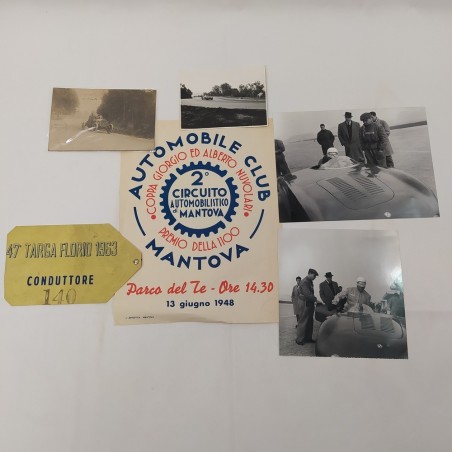 AUTOMOBILE CLUB
COPPA GIORGIO ED ALBERTO NUVOLARI
2°
CIRCUITO
AUTOMOBILISTICO
di MANTOVA
PREMIO DELLA 1100
MANTOVA
Parco del Te - Ore 14.30
13 giugno 1948
47 TARGA FLORIO 1963
CONDUTTORE
140